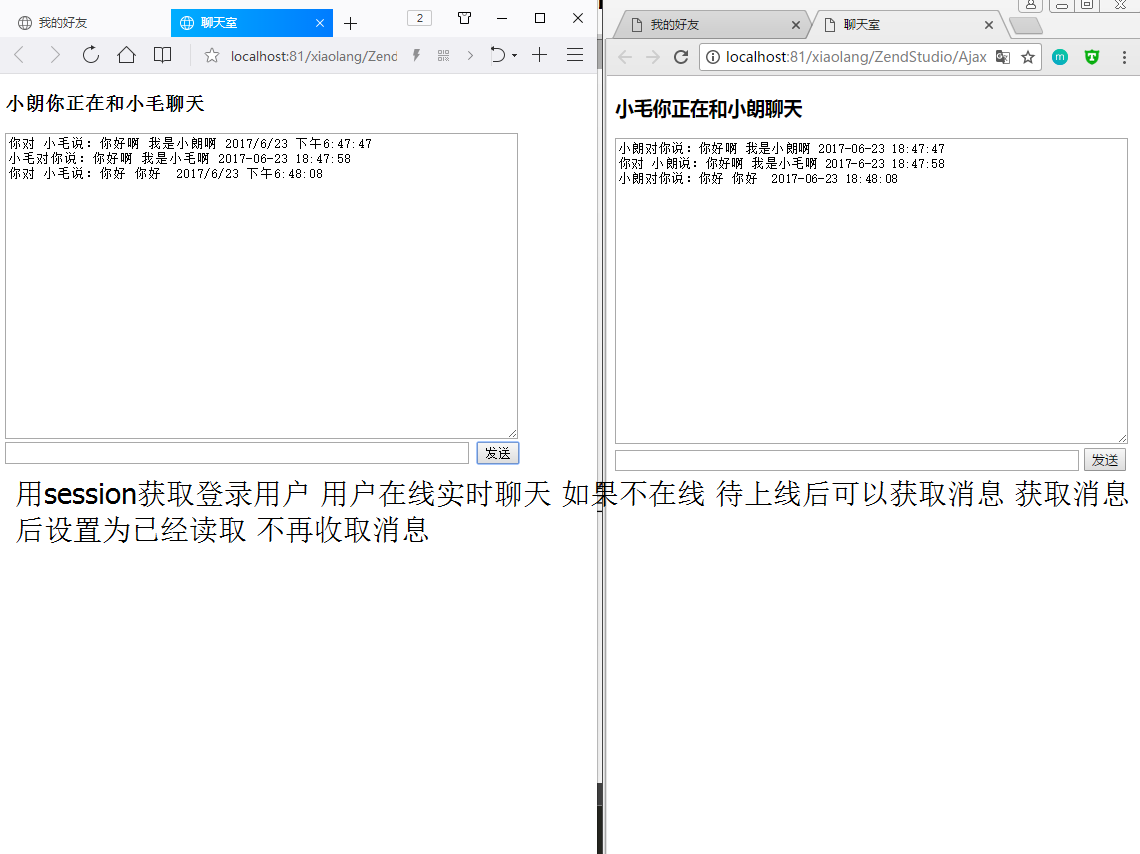 我的好友
聊天室
2
localhost:81/xiaolang/Zend
小朗你正在和小毛聊天
你对 小毛说：你好啊 我是小朗啊 2017/6/23 下午6:47:47
小毛对你说：你好啊 我是小毛啊 2017-06-23 18:47:58
你对 小毛说：你好 你好  2017/6/23 下午6:48:08
发送
我的好友
聊天室
localhost:81/xiaolang/ZendStudio/Ajax
m
T
小毛你正在和小朗聊天
小朗对你说：你好啊 我是小朗啊 2017-06-23 18:47:47
你对 小朗说：你好啊 我是小毛啊 2017-6-23 18:47:58
小朗对你说：你好 你好  2017-06-23 18:48:08
发送
用session获取登录用户 用户在线实时聊天 如果不在线 待上线后可以获取消息 获取消息
后设置为已经读取 不再收取消息